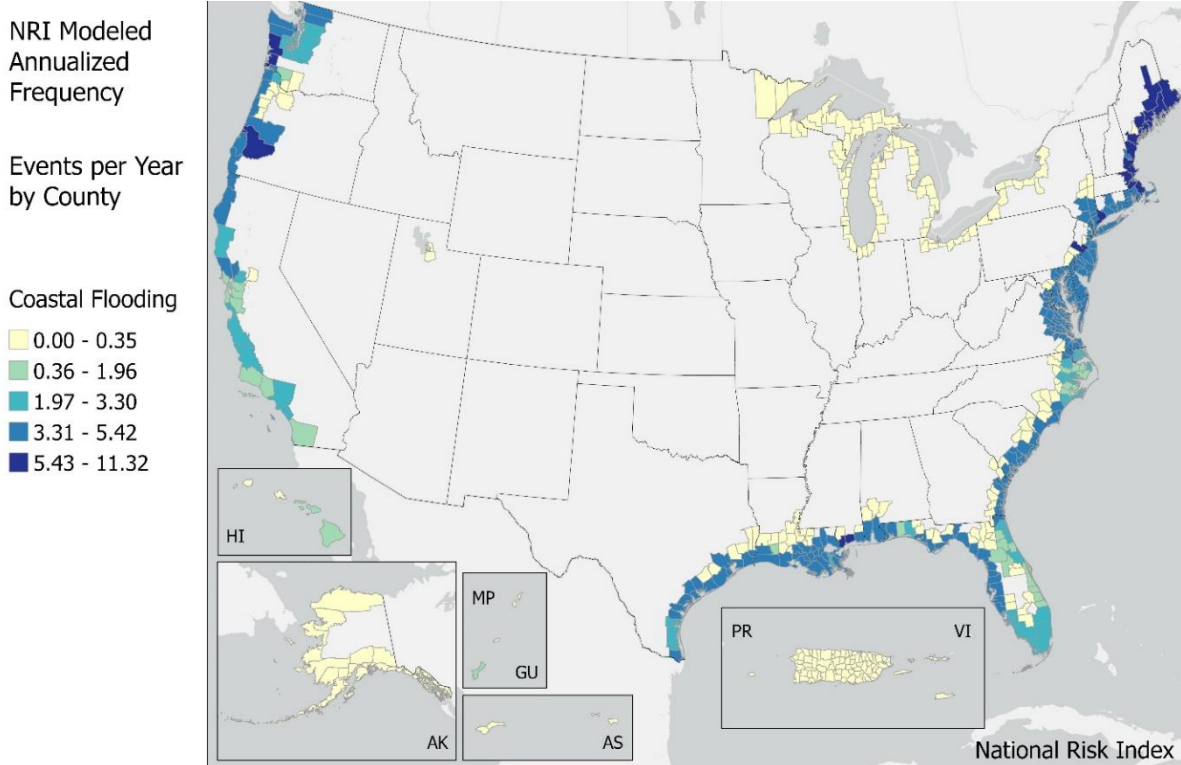 NRI Modeled
Annualized
Frequency
Events per Year
by County
Coastal Flooding
0.00 - 0.35
0.36 - 1.96
1.97 - 3.30
3.31 - 5.42
5.43 - 11.32
HI
AK
MP
GU
AS
PR
VI
National Risk Index